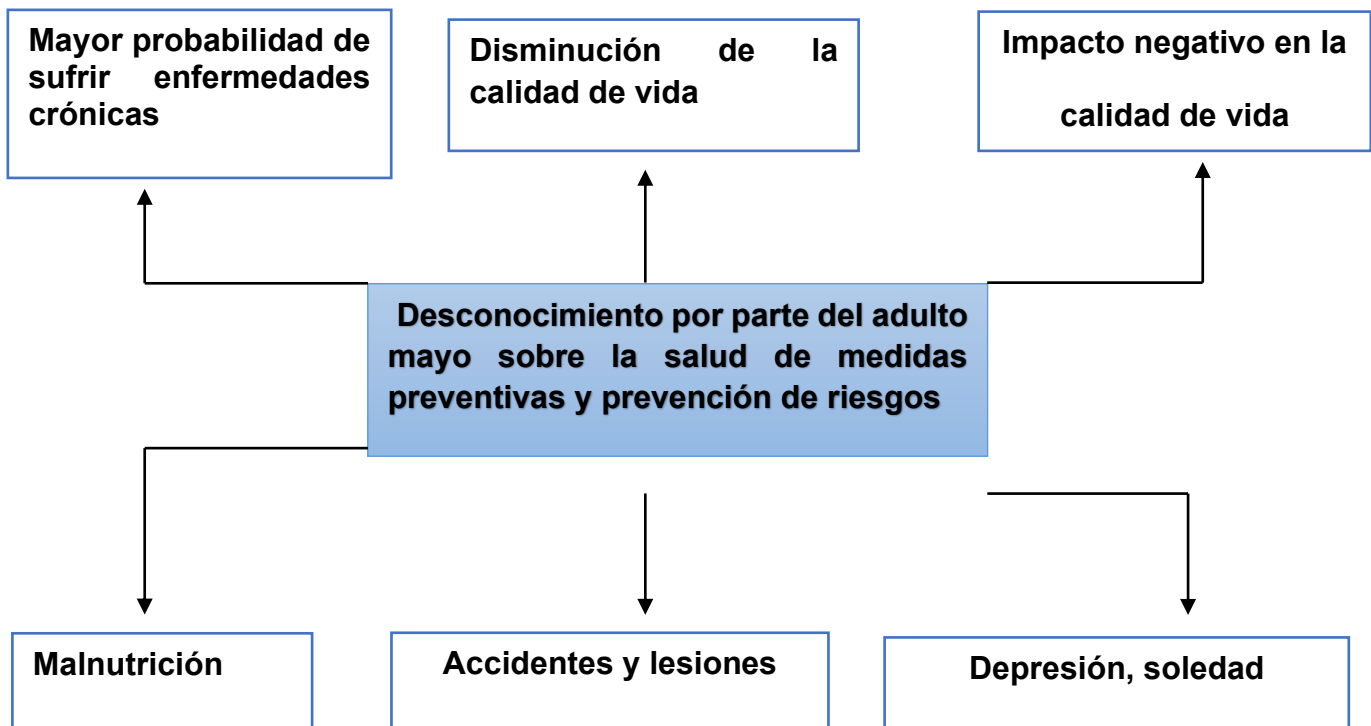 Mayor probabilidad de
sufrir enfermedades
crónicas
Disminución de la
calidad de vida
Impacto negativo en la
calidad de vida
Desconocimiento por parte del adulto
mayo sobre la salud de medidas
preventivas y prevención de riesgos
Malnutrición
Accidentes y lesiones
Depresión, soledad